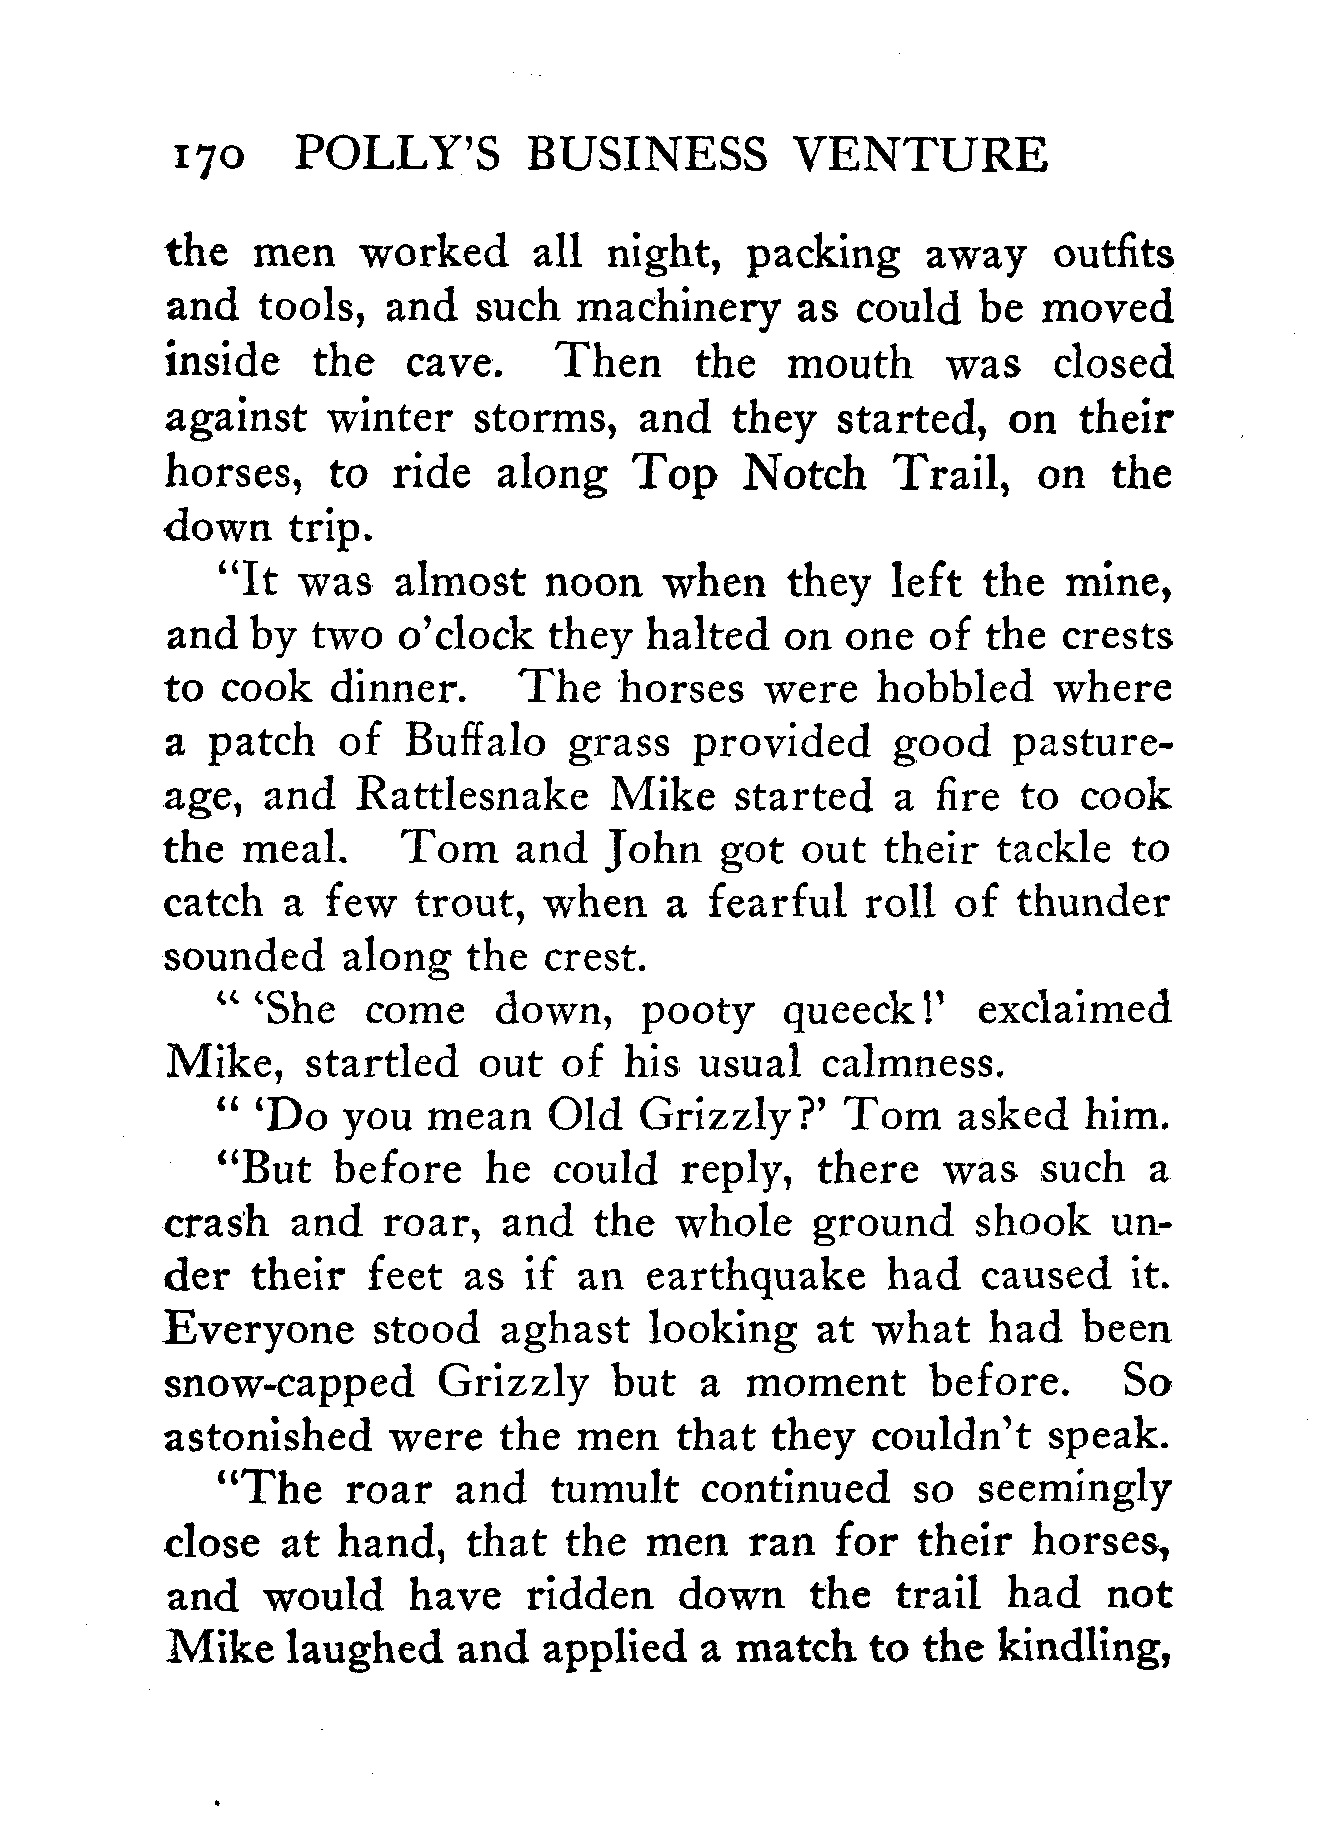 170 POLLY'S BUSINESS VENTURE
the men worked all night, packing away outfits
and tools, and such machinery as could be moved
inside the cave. Then the mouth was closed
against winter storms, and they started, on their
horses, to ride along Top Notch Trail, on the
down trip.
"It was almost noon when they left the mine,
and by two o'clock they halted on one of the crests
to cook dinner. The horses were hobbled where
a patch of Buffalo grass provided good pasture-
age, and Rattlesnake Mike started a fire to cook
the meal. Tom and John got out their tackle to
catch a few trout, when a fearful roll of thunder
sounded along the crest.
" 'She come down, pooty queeck!' exclaimed
Mike, startled out of his usual calmness.
" 'Do you mean Old Grizzly?' Tom asked him.
"But before he could reply, there was such a
crash and roar, and the whole ground shook un-
der their feet as if an earthquake had caused it.
Everyone stood aghast looking at what had been
snow-capped Grizzly but a moment before. So
astonished were the men that they couldn't speak.
"The roar and tumult continued so seemingly
close at hand, that the men ran for their horses,
and would have ridden down the trail had not
Mike laughed and applied a match to the kindling,